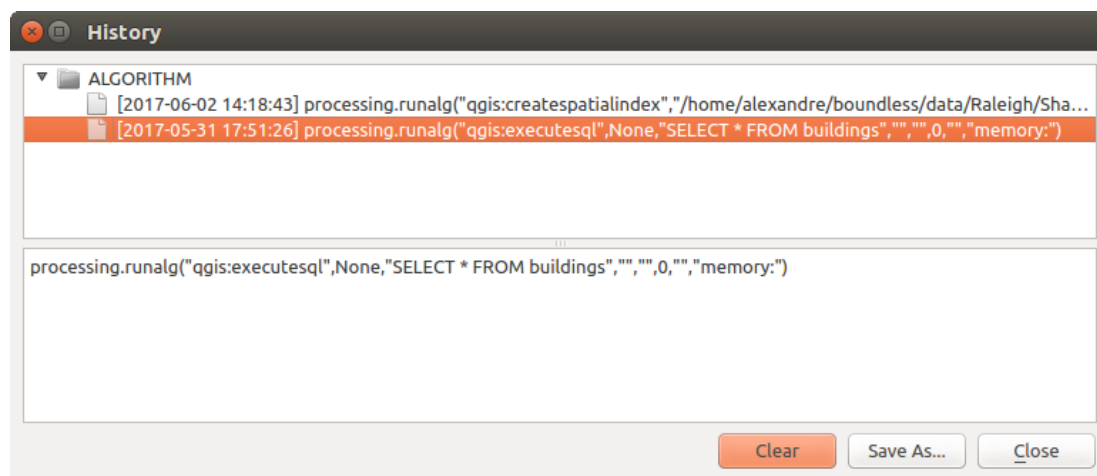 History
ALGORITHM
[2017-06-02 14:18:43] processing.runalg("qgis:createspatialindex","/home/alexandre/boundless/data/Raleigh/Sha...
[2017-05-31 17:51:26] processing.runalg("qgis:executesql",None,"SELECT * FROM buildings","","",0,"","memory:")
processing.runalg("qgis:executesql",None,"SELECT * FROM buildings","","",0,"","memory:")
Clear Save As... Close